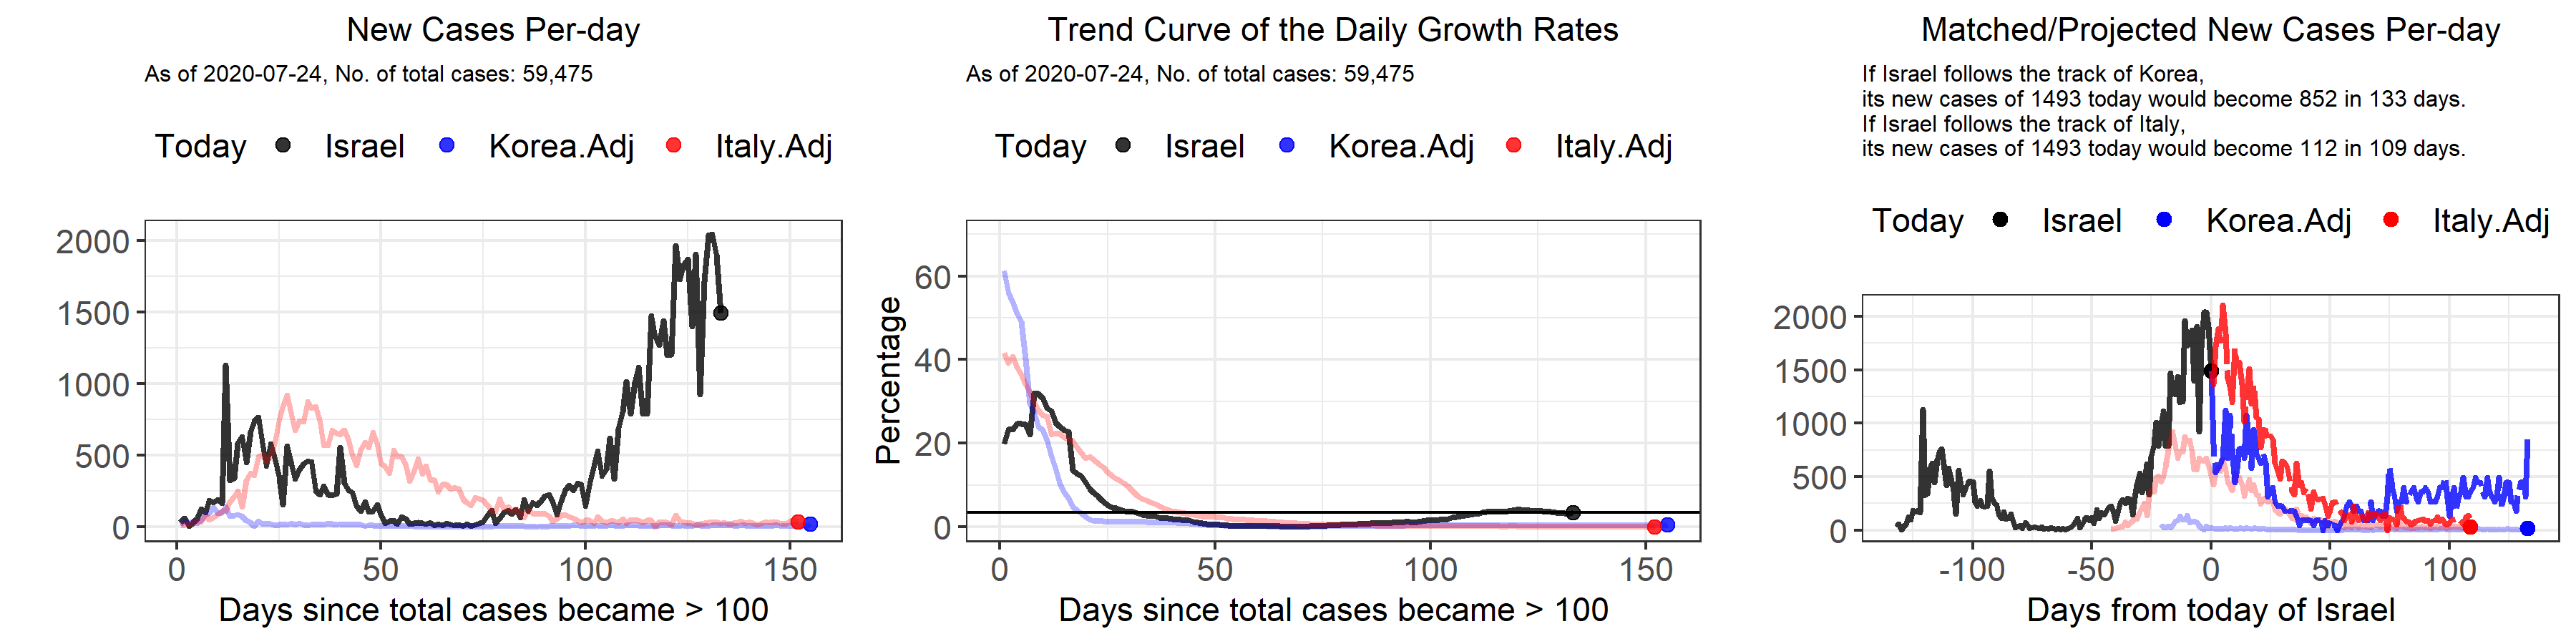 New Cases Per-day
As of 2020-07-24, No. of total cases: 59,475
Today Israel Korea.Adj Italy.Adj
2000
1500
1000
500
0
0 50 100 150
Days since total cases became > 100
Trend Curve of the Daily Growth Rates
As of 2020-07-24, No. of total cases: 59,475
Today Israel Korea.Adj Italy.Adj
Percentage
60
40
20
0
0 50 100 150
Days since total cases became > 100
Matched/Projected New Cases Per-day
If Israel follows the track of Korea,
its new cases of 1493 today would become 852 in 133 days.
If Israel follows the track of Italy,
its new cases of 1493 today would become 112 in 109 days.
Today Israel Korea.Adj Italy.Adj
2000
1500
1000
500
0
-100 -50 0 50 100
Days from today of Israel